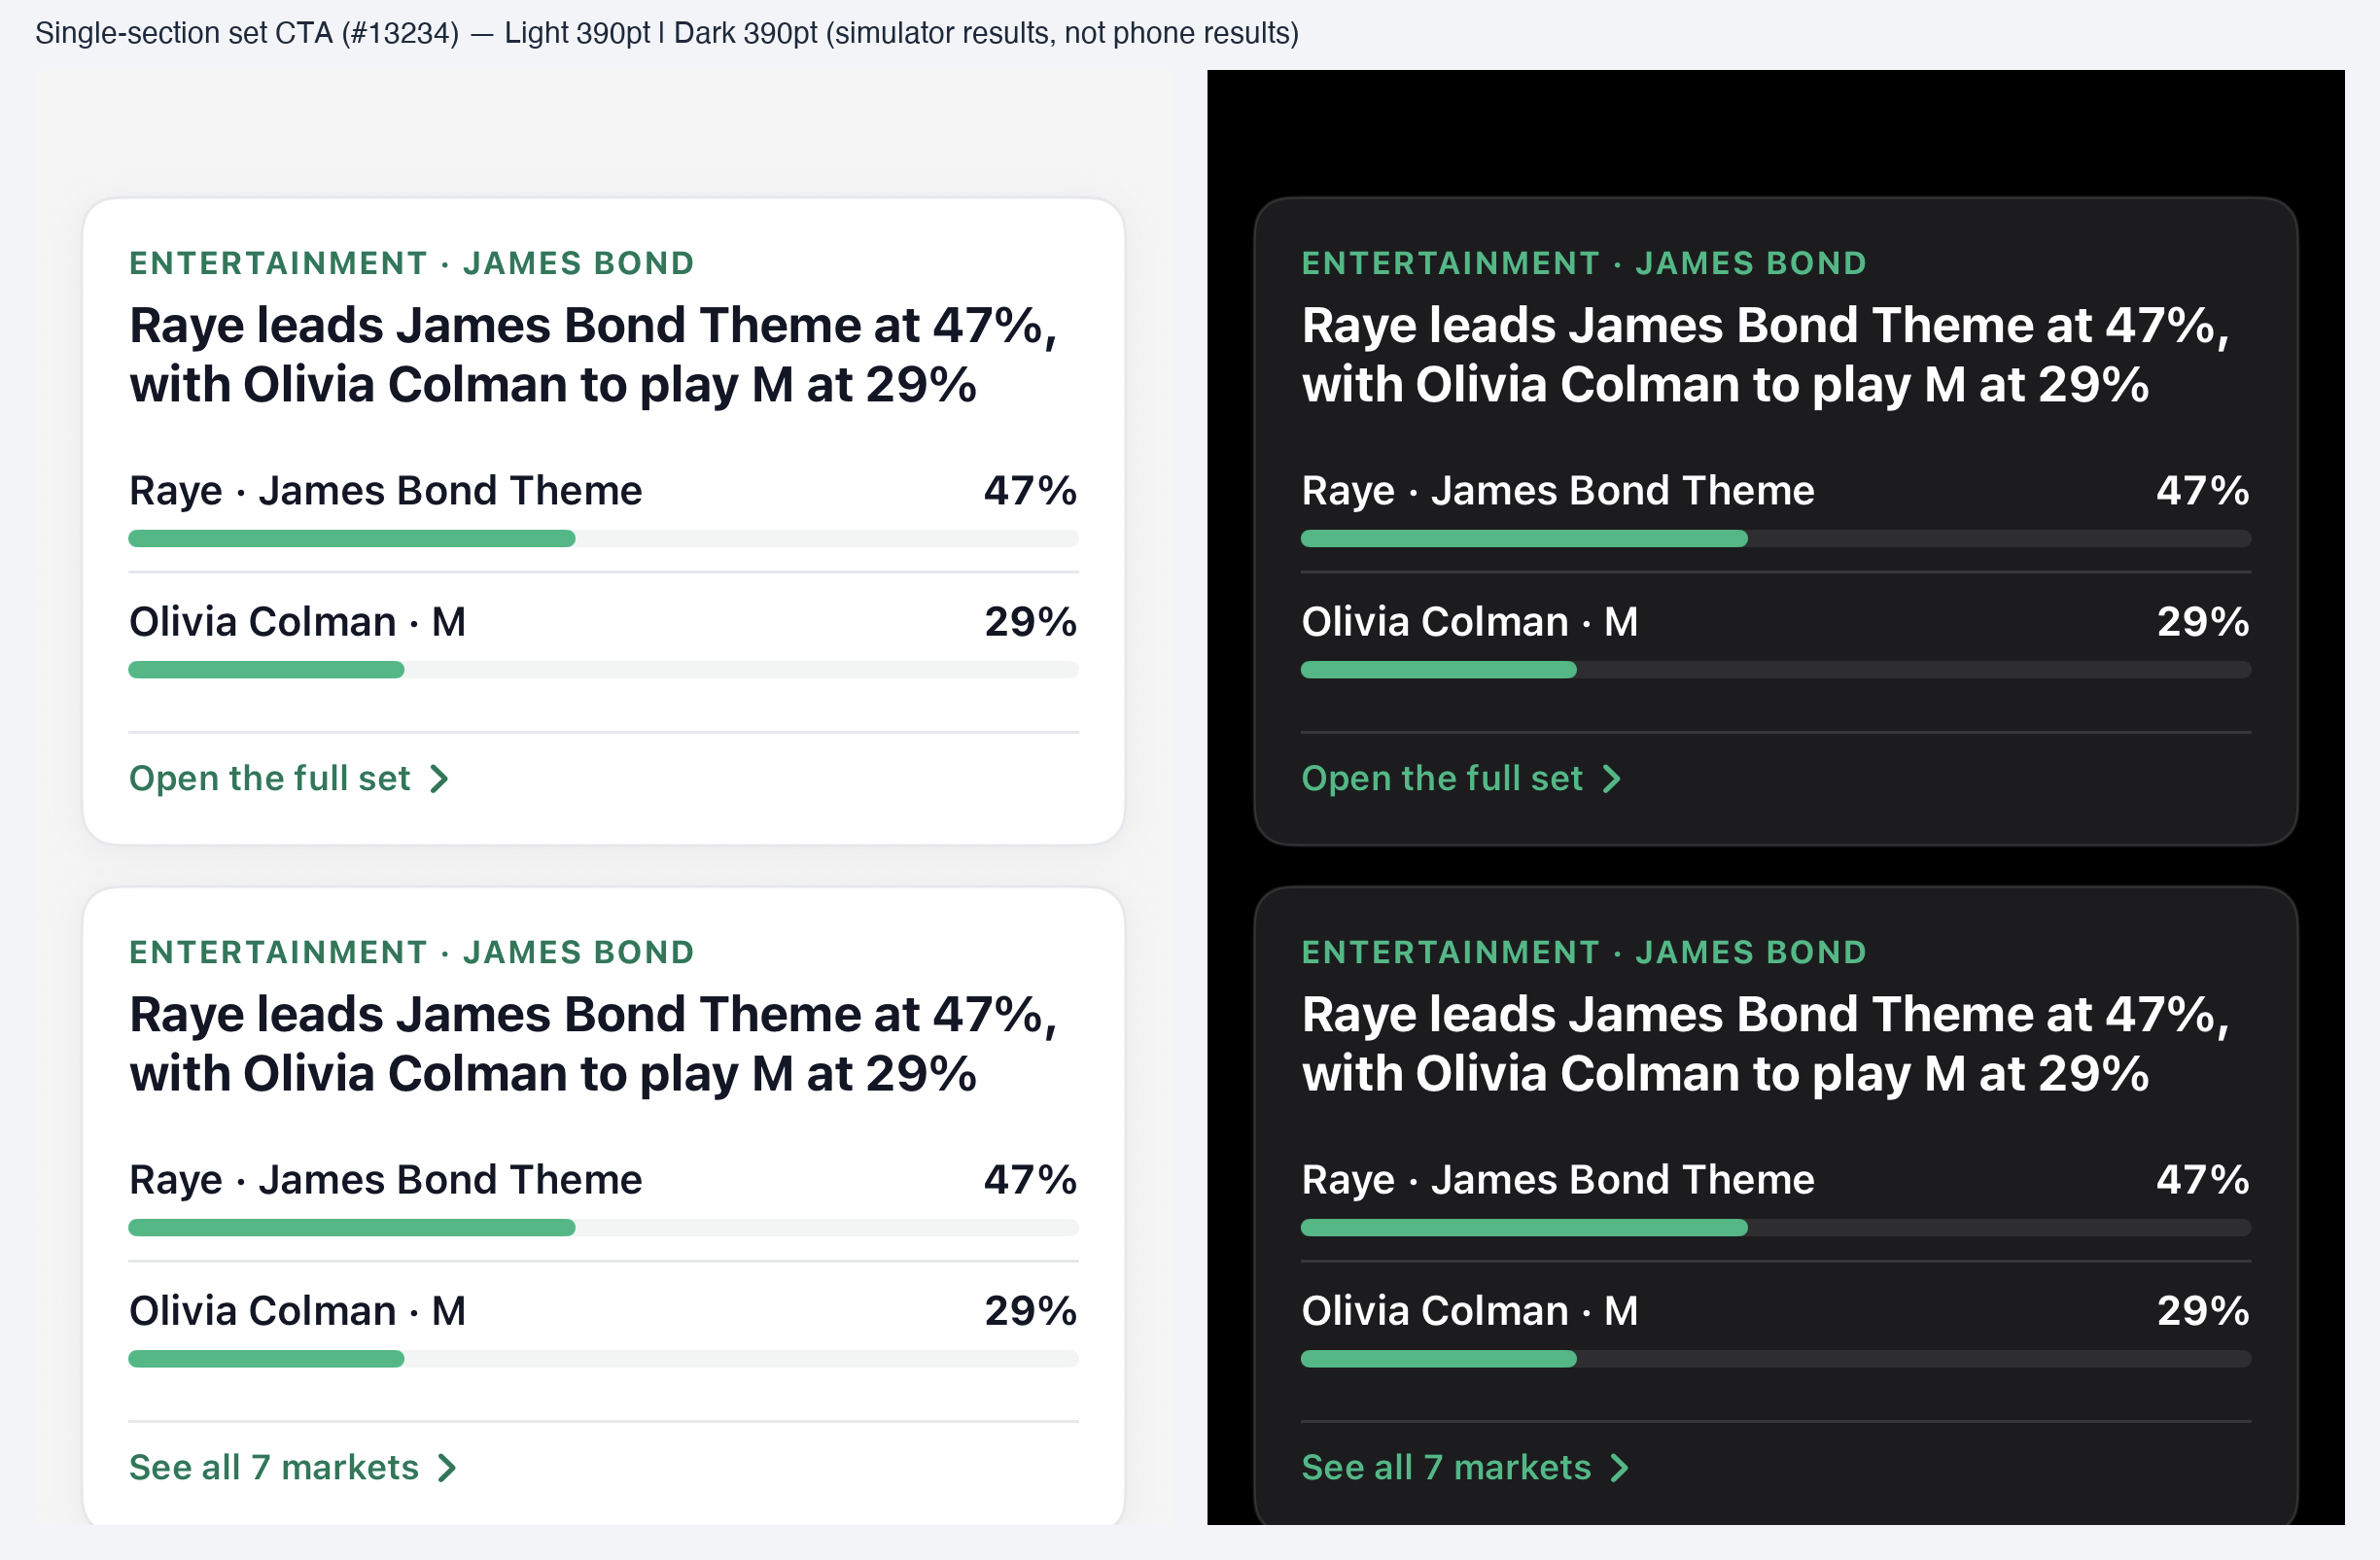 Single-section set CTA (#13234) — Light 390pt | Dark 390pt (simulator results, not phone results)
ENTERTAINMENT · JAMES BOND
Raye leads James Bond Theme at 47%,
with Olivia Colman to play M at 29%
Raye · James Bond Theme 47%
Olivia Colman · M 29%
Open the full set
ENTERTAINMENT · JAMES BOND
Raye leads James Bond Theme at 47%,
with Olivia Colman to play M at 29%
Raye · James Bond Theme 47%
Olivia Colman · M 29%
See all 7 markets
ENTERTAINMENT · JAMES BOND
Raye leads James Bond Theme at 47%,
with Olivia Colman to play M at 29%
Raye · James Bond Theme 47%
Olivia Colman · M 29%
Open the full set
ENTERTAINMENT · JAMES BOND
Raye leads James Bond Theme at 47%,
with Olivia Colman to play M at 29%
Raye · James Bond Theme 47%
Olivia Colman · M 29%
See all 7 markets